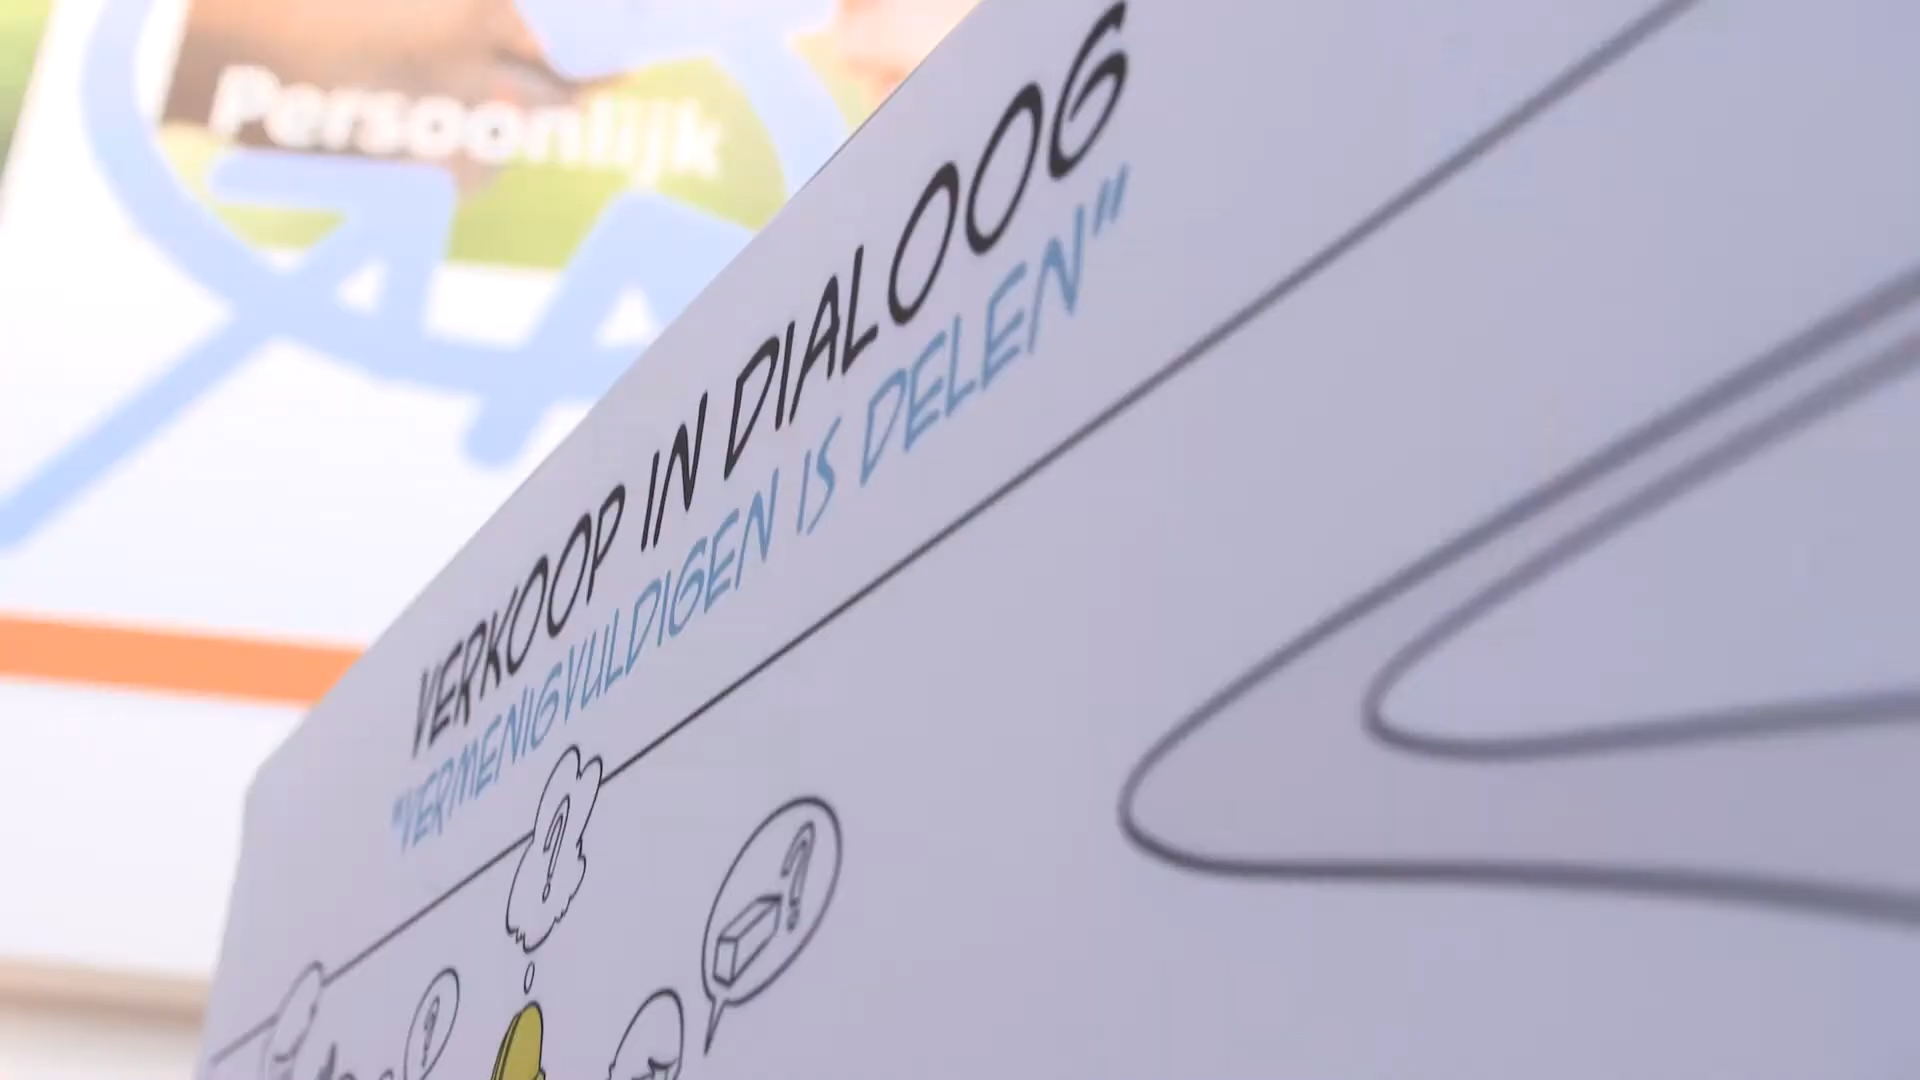 Persoonlijk
VERKOOP IN DIALOOG
"VERMENIGVULDIGEN IS DELEN"
?
?
?